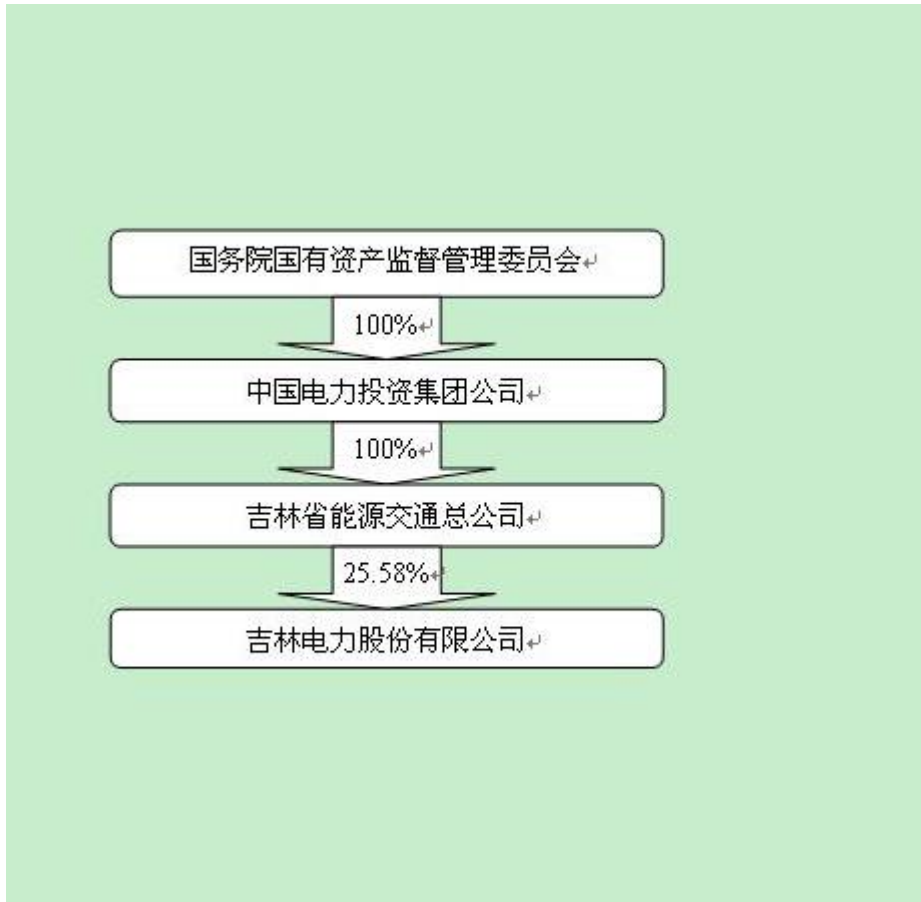 国务院国有资产监督管理委员会
100%
中国电力投资集团公司
100%
吉林省能源交通总公司
25.58%
吉林电力股份有限公司